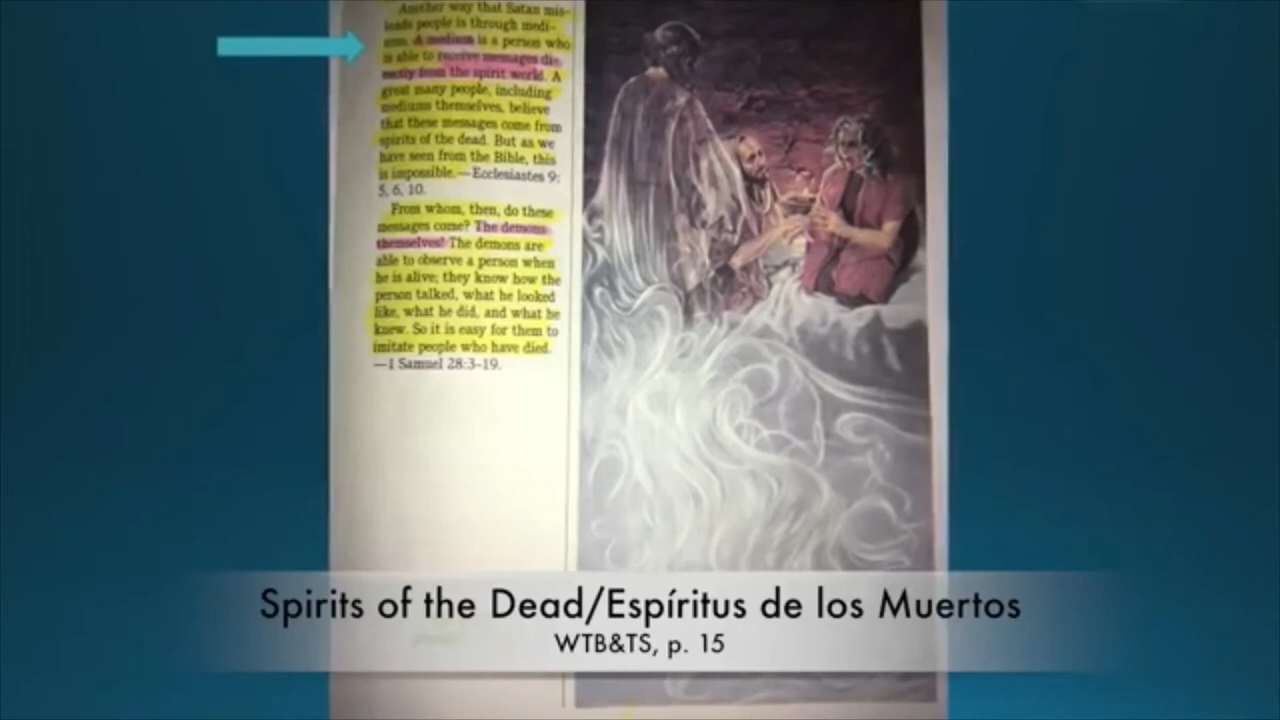 Another way that Satan mis-
leads people is through medi-
ums. A medium is a person who
is able to receive messages di-
rectly from the spirit world. A
great many people, including
mediums themselves, believe
that these messages come from
spirits of the dead. But as we
have seen from the Bible, this
is impossible.—Ecclesiastes 9:
5, 6, 10.
From whom, then, do these
messages come? The demons
themselves! The demons are
able to observe a person when
he is alive; they know how the
person talked, what he looked
like, what he did, and what he
knew. So it is easy for them to
imitate people who have died.
—1 Samuel 28:3-19.
Spirits of the Dead/Espíritus de los Muertos
WTB&TS, p. 15